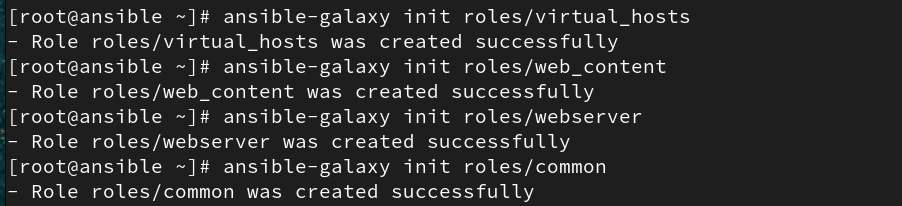 [root@ansible ~]# ansible-galaxy init roles/virtual_hosts
- Role roles/virtual_hosts was created successfully
[root@ansible ~]# ansible-galaxy init roles/web_content
- Role roles/web_content was created successfully
[root@ansible ~]# ansible-galaxy init roles/webserver
- Role roles/webserver was created successfully
[root@ansible ~]# ansible-galaxy init roles/common
- Role roles/common was created successfully